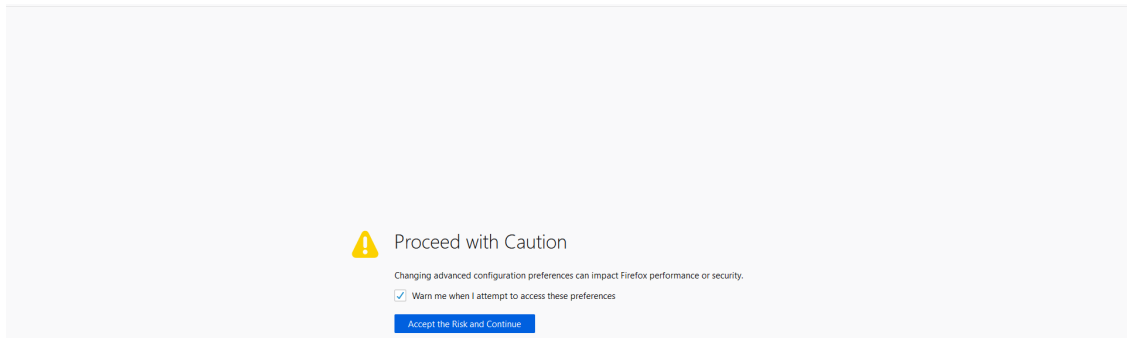 Proceed with Caution
Changing advanced configuration preferences can impact Firefox performance or security.
Warn me when I attempt to access these preferences
Accept the Risk and Continue